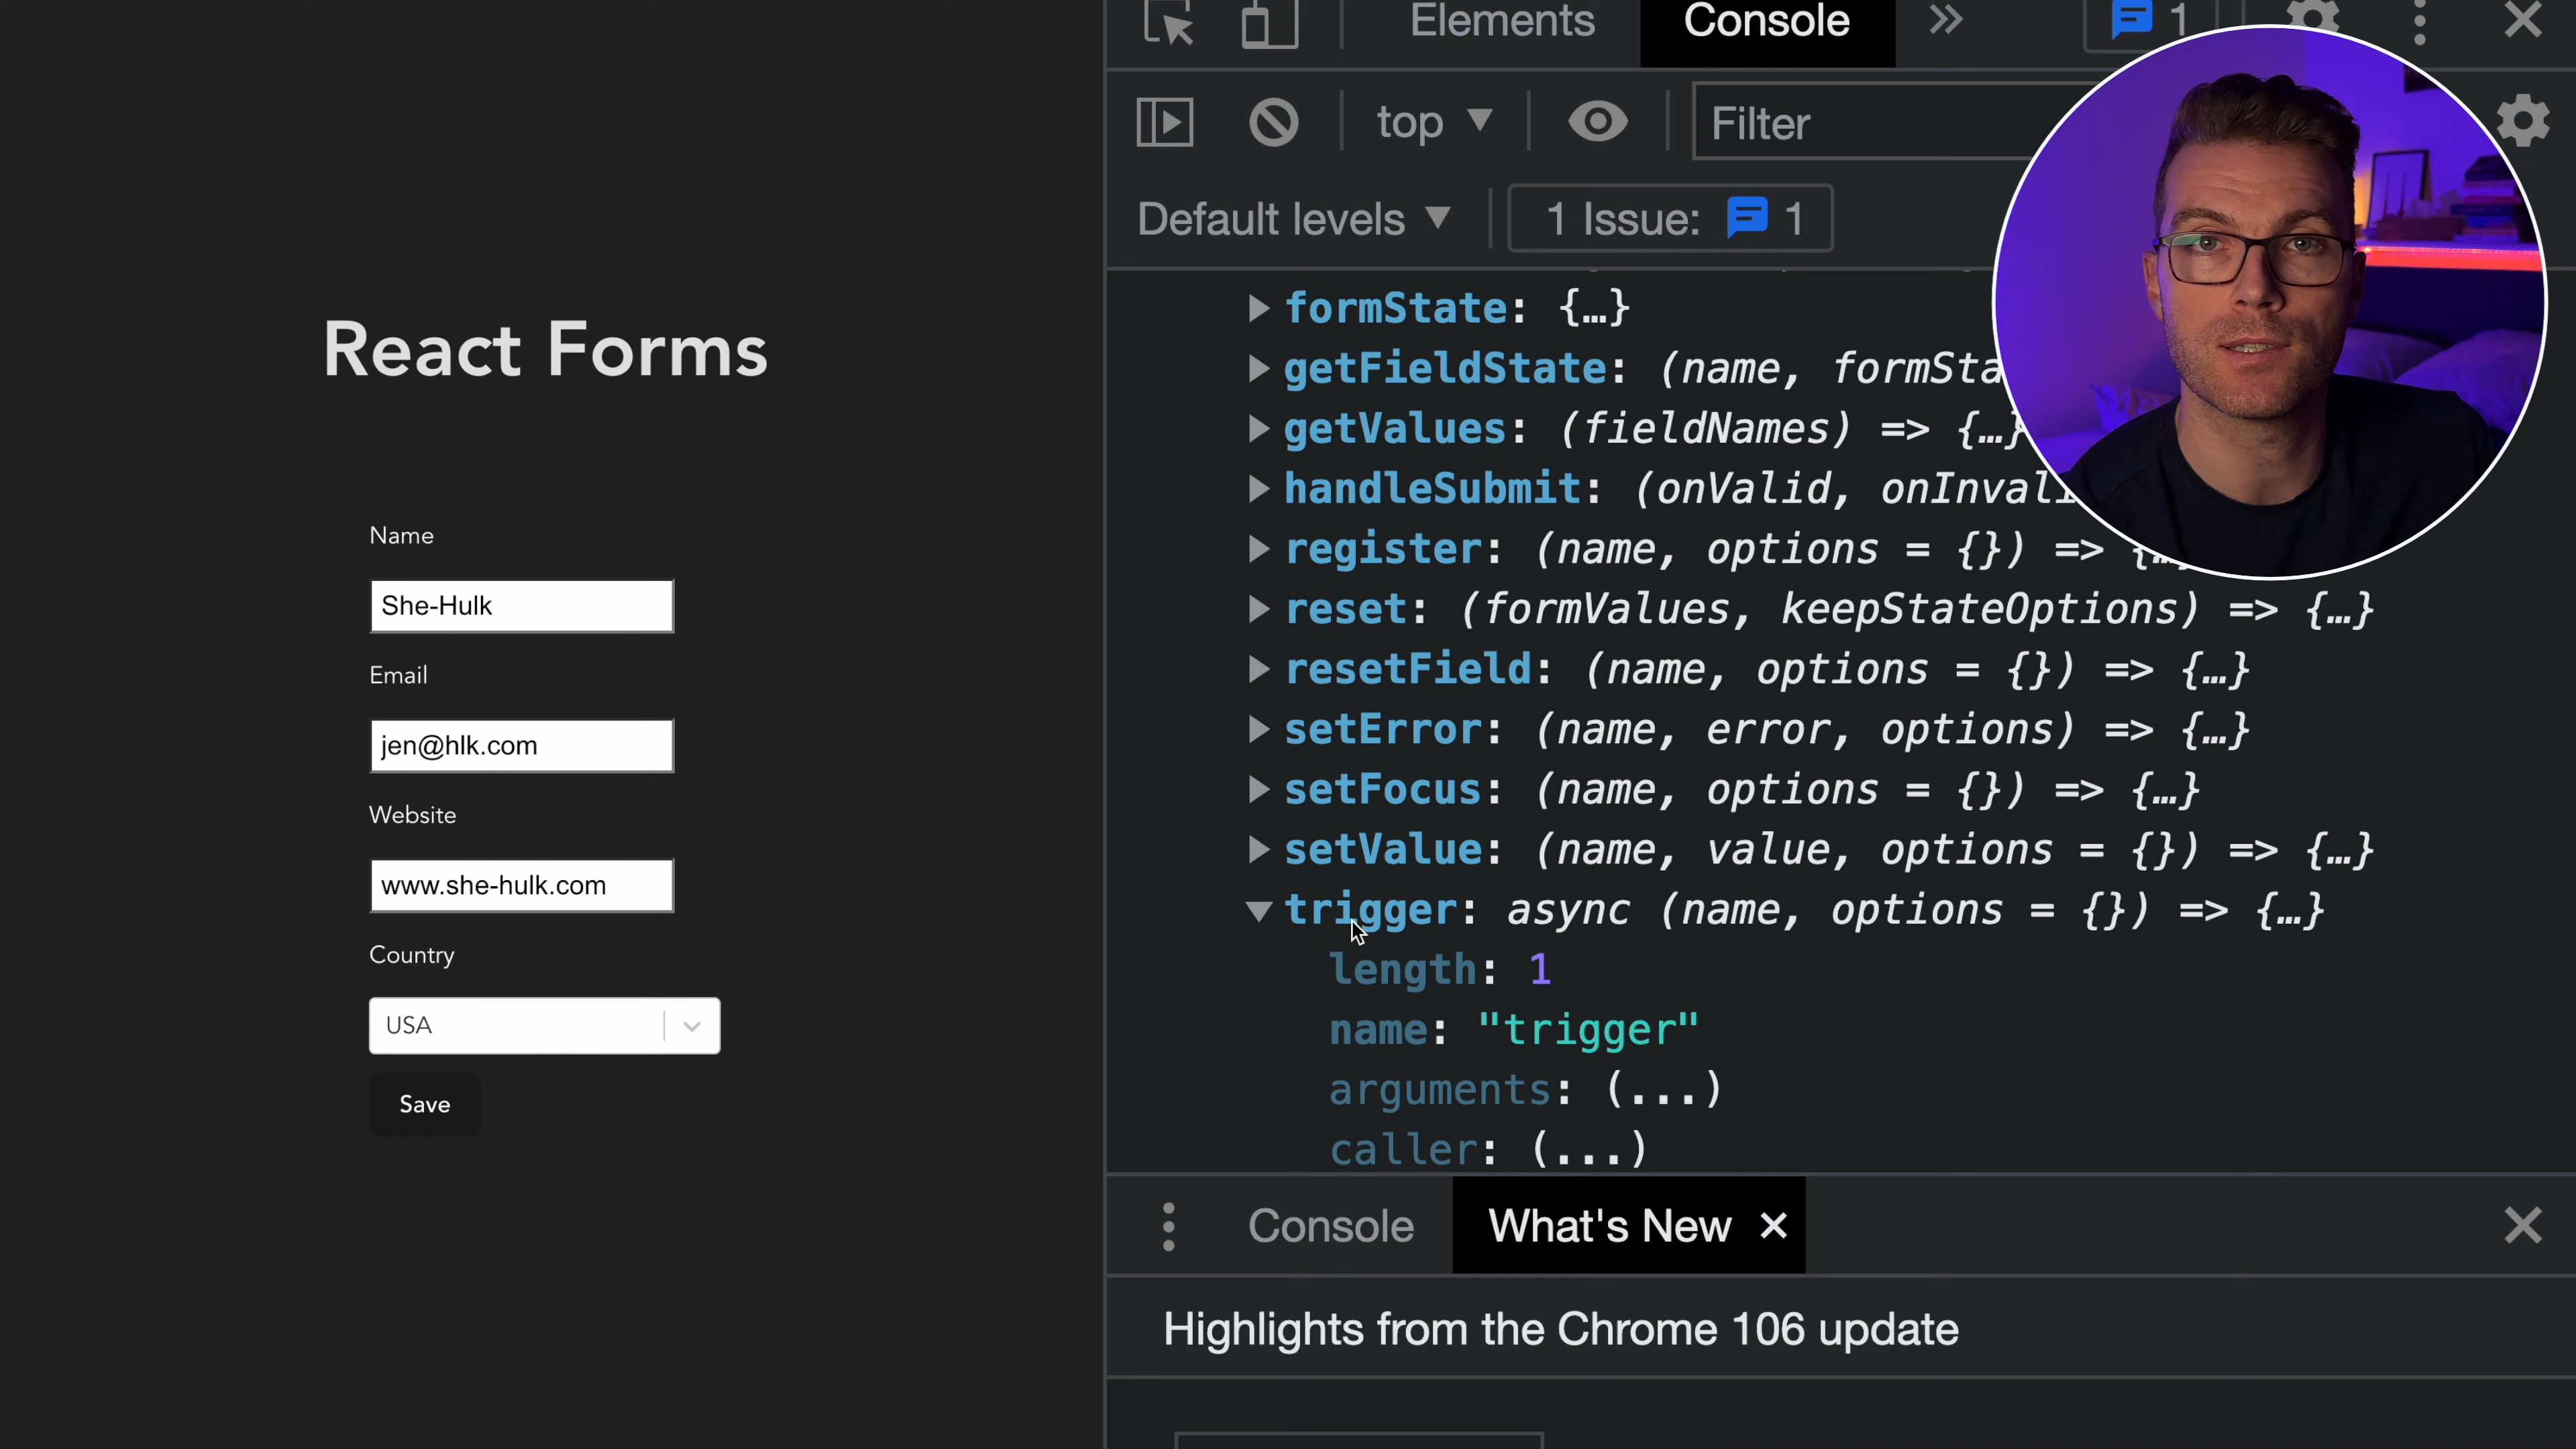 React Forms
Name
She-Hulk
Email
jen@hlk.com
Website
www.she-hulk.com
Country
USA
Save
Elements
Console
1
top
Filter
Default levels
1 Issue: 1
formState: {…}
getFieldState: (name, formSta
getValues: (fieldNames) => {…}
handleSubmit: (onValid, onInvali
register: (name, options = {}) => {…
reset: (formValues, keepStateOptions) => {…}
resetField: (name, options = {}) => {…}
setError: (name, error, options) => {…}
setFocus: (name, options = {}) => {…}
setValue: (name, value, options = {}) => {…}
trigger: async (name, options = {}) => {…}
length: 1
name: "trigger"
arguments: (...)
caller: (...)
Console
What's New
Highlights from the Chrome 106 update